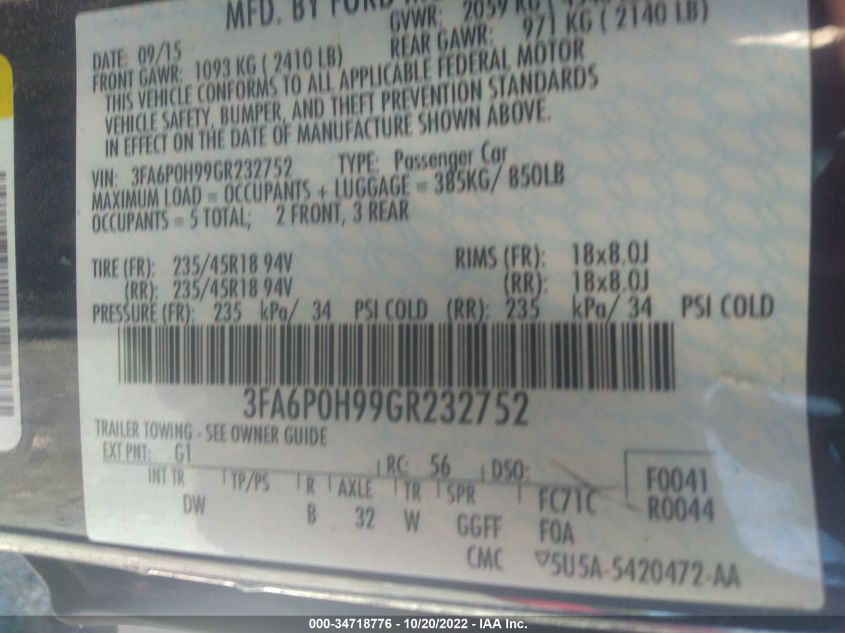 MFD. BY FORD
DATE: 09/15 GVWR: 2059 KG
FRONT GAWR: 1093 KG ( 2410 LB) REAR GAWR: 971 KG ( 2140 LB)
THIS VEHICLE CONFORMS TO ALL APPLICABLE FEDERAL MOTOR
VEHICLE SAFETY, BUMPER, AND THEFT PREVENTION STANDARDS
IN EFFECT ON THE DATE OF MANUFACTURE SHOWN ABOVE.
VIN: 3FA6P0H99GR232752 TYPE: Passenger Car
MAXIMUM LOAD = OCCUPANTS + LUGGAGE = 385KG/ 850LB
OCCUPANTS = 5 TOTAL; 2 FRONT, 3 REAR
TIRE (FR): 235/45R18 94V RIMS (FR): 18x8.0J
(RR): 235/45R18 94V (RR): 18x8.0J
PRESSURE (FR): 235 kPa/ 34 PSI COLD (RR): 235 kPa/ 34 PSI COLD
3FA6P0H99GR232752
TRAILER TOWING - SEE OWNER GUIDE
EXT PNT: G1 RC: 56 DSO: F0041
INT TR TP/PS R AXLE TR SPR FC71C R0044
DW B 32 W GGFF FOA
CMC 5U5A-5420472-AA
000-34718776 - 10/20/2022 - IAA Inc.